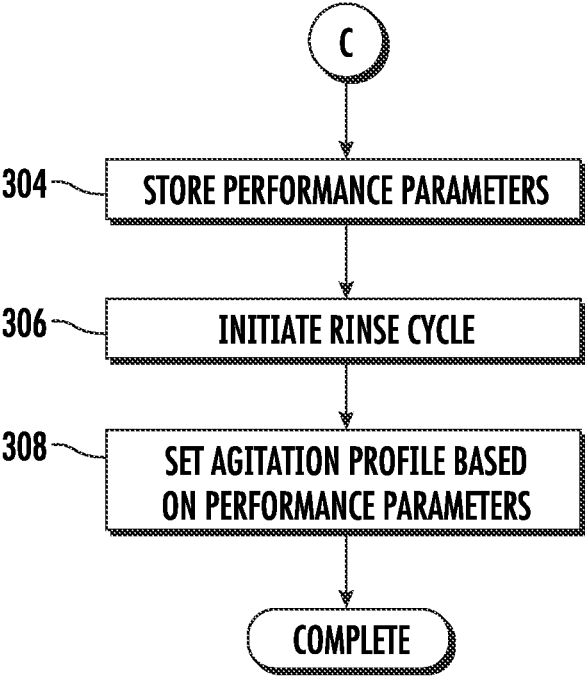 C
304
STORE PERFORMANCE PARAMETERS
306
INITIATE RINSE CYCLE
308
SET AGITATION PROFILE BASED
ON PERFORMANCE PARAMETERS
COMPLETE